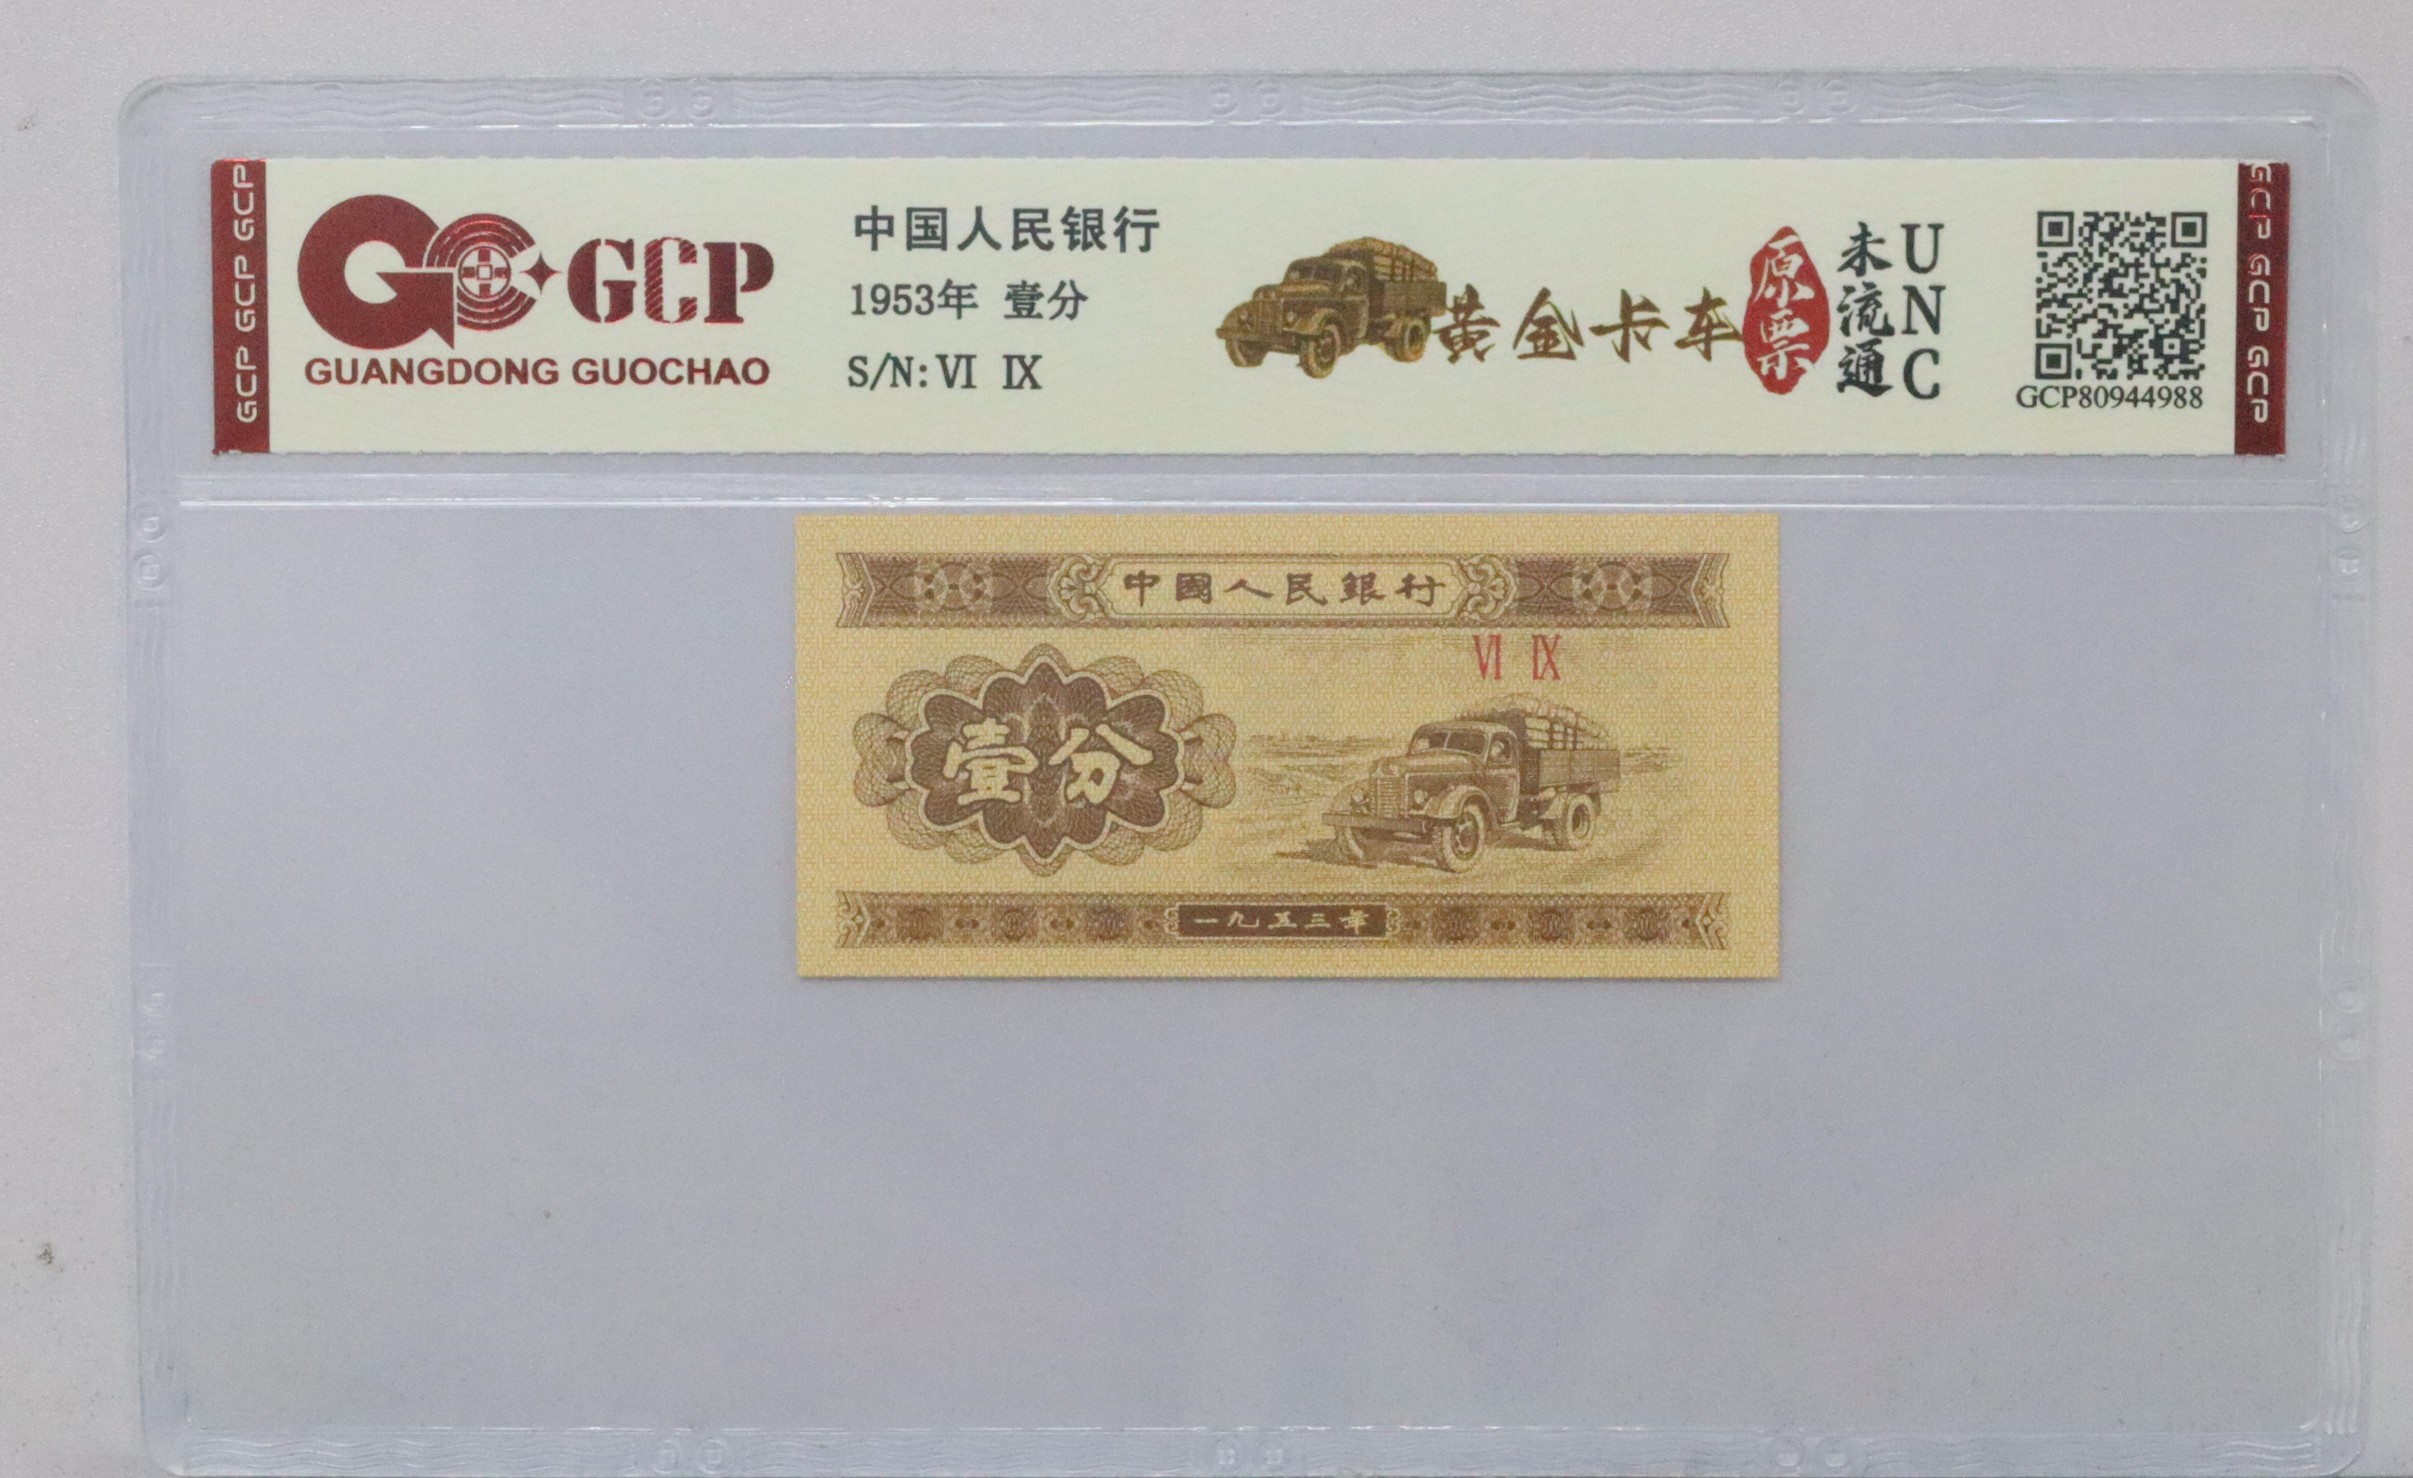 GCP GCP GCP
GCP
GUANGDONG GUOCHAO
中国人民银行
1953年 壹分
S/N: Ⅵ Ⅸ
黄金卡车
原票
未流通
UNC
GCP80944988
GCP GCP GCP
中國人民銀行
Ⅵ Ⅸ
壹分
一九五三年